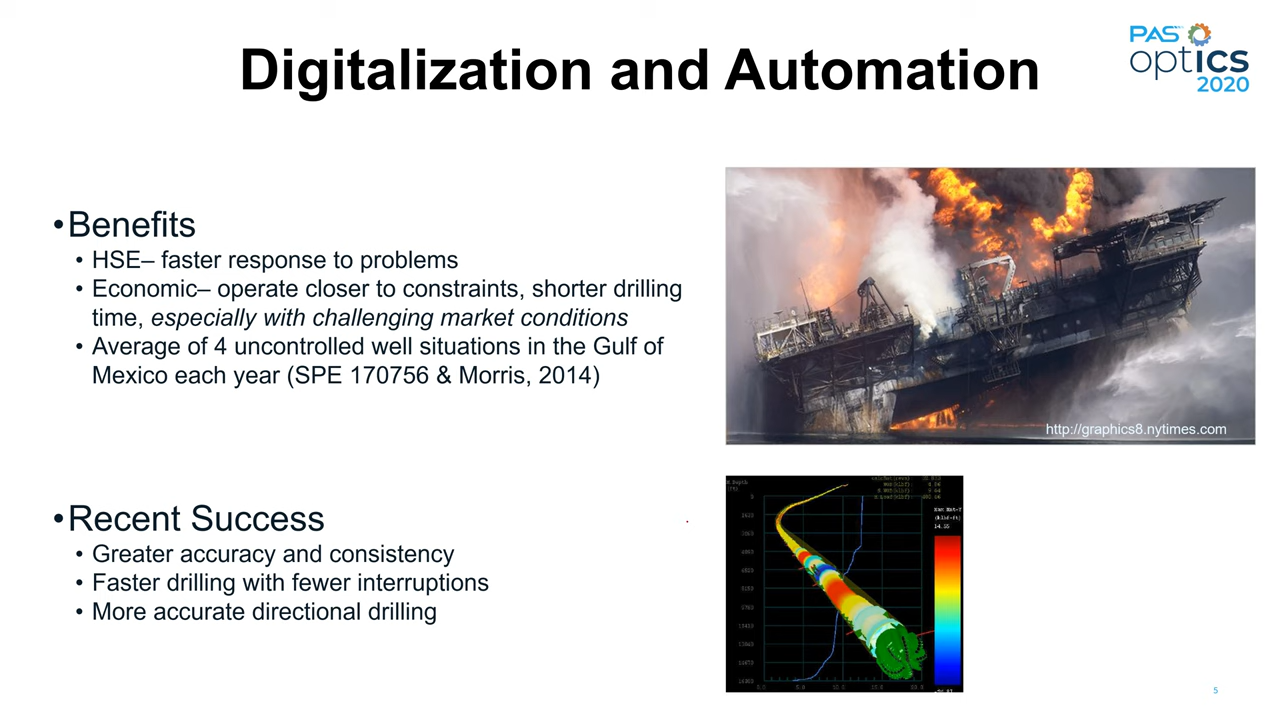 Digitalization and Automation
PAS
optICS
2020
•Benefits
• HSE– faster response to problems
• Economic– operate closer to constraints, shorter drilling
time, especially with challenging market conditions
• Average of 4 uncontrolled well situations in the Gulf of
Mexico each year (SPE 170756 & Morris, 2014)
http://graphics8.nytimes.com
•Recent Success
• Greater accuracy and consistency
• Faster drilling with fewer interruptions
• More accurate directional drilling
5